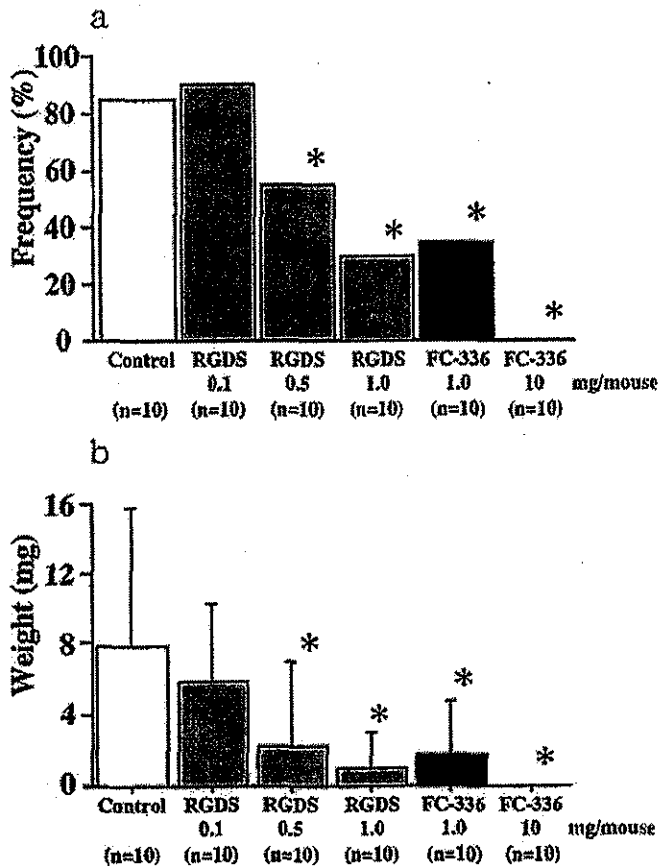 a
Frequency (%)
100
80
60
40
20
0
* * * *
Control RGDS RGDS RGDS FC-336 FC-336
0.1 0.5 1.0 1.0 10 mg/mouse
(n=10) (n=10) (n=10) (n=10) (n=10) (n=10)
b
Weight (mg)
16
12
8
4
0
* * * *
Control RGDS RGDS RGDS FC-336 FC-336
0.1 0.5 1.0 1.0 10 mg/mouse
(n=10) (n=10) (n=10) (n=10) (n=10) (n=10)